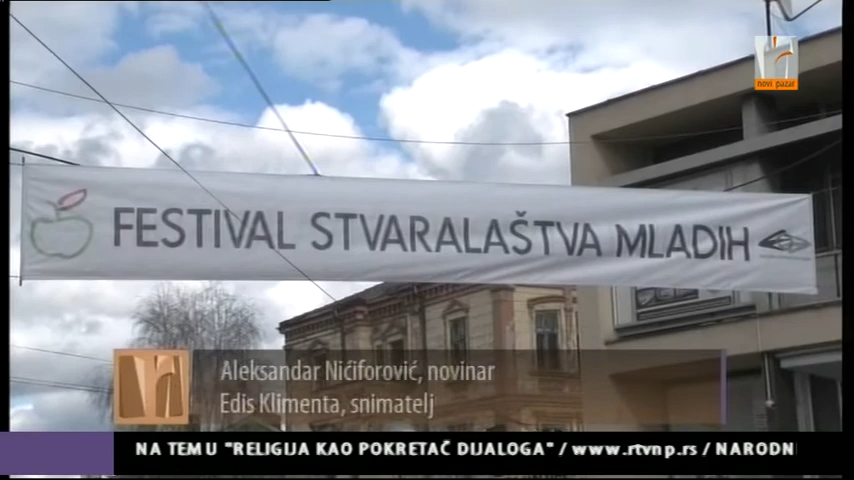 novi pazar
FESTIVAL STVARALAŠTVA MLADIH
Aleksandar Nićiforović, novinar
Edis Klimenta, snimatelj
NA TEMU "RELIGIJA KAO POKRETAČ DIJALOGA" / www.rtvnp.rs / NARODNI